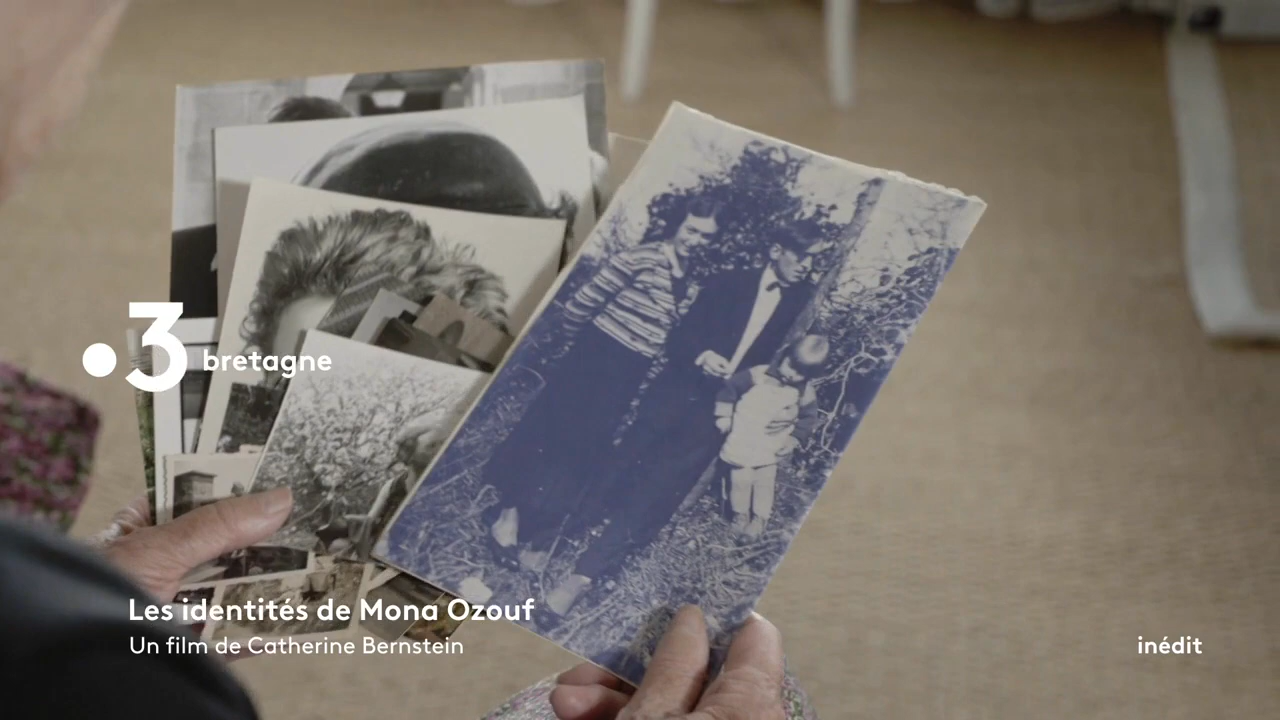 3 bretagne
Les identités de Mona Ozouf
Un film de Catherine Bernstein
inédit